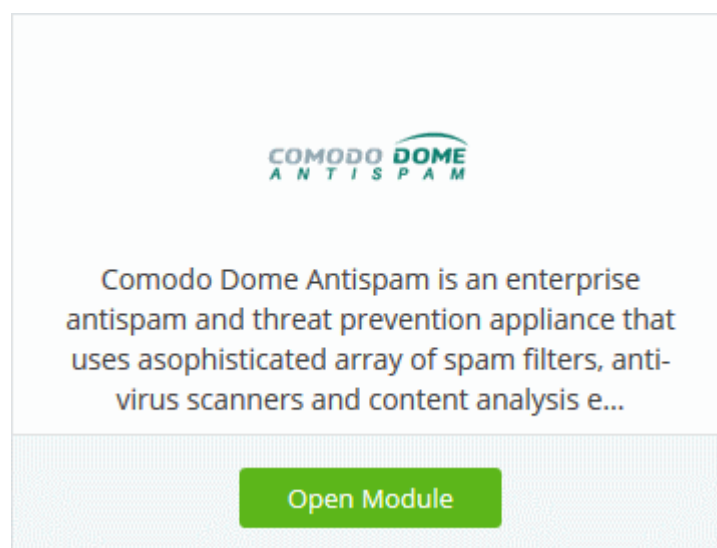 COMODO DOME
ANTISPAM
Comodo Dome Antispam is an enterprise
antispam and threat prevention appliance that
uses asophisticated array of spam filters, anti-
virus scanners and content analysis e...
Open Module